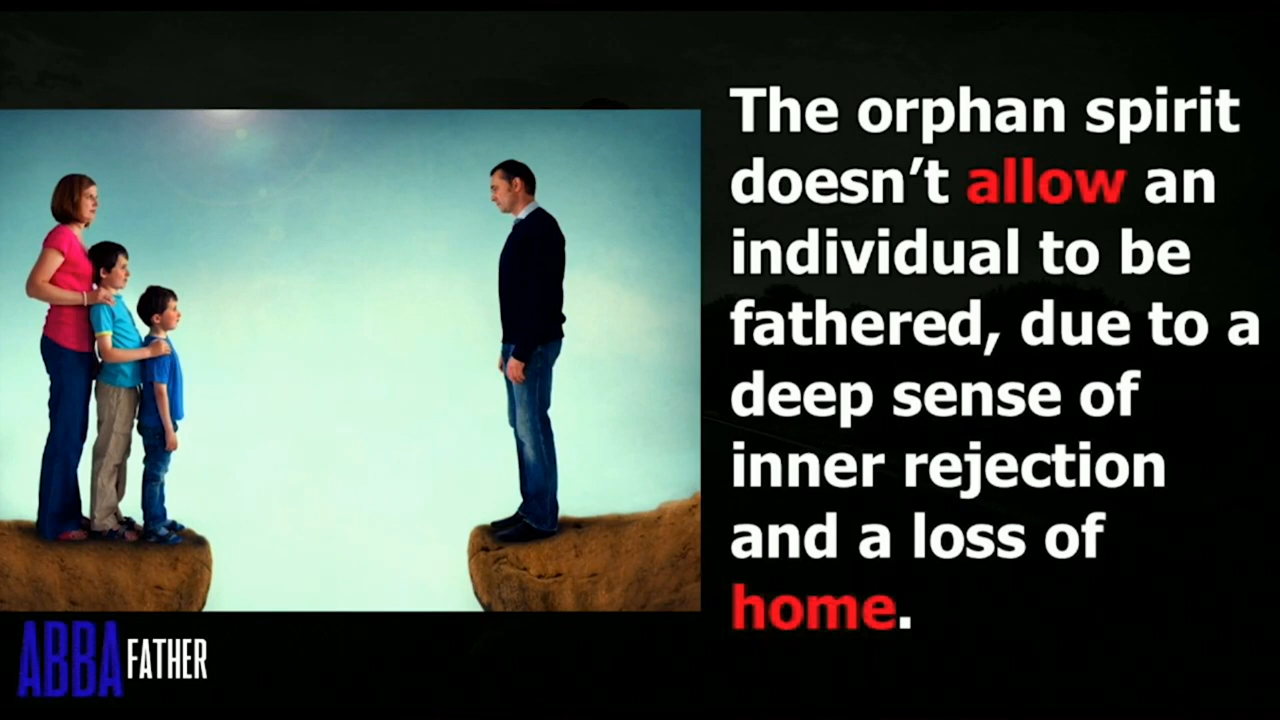 The orphan spirit
doesn't allow an
individual to be
fathered, due to a
deep sense of
inner rejection
and a loss of
home.
ABBA FATHER